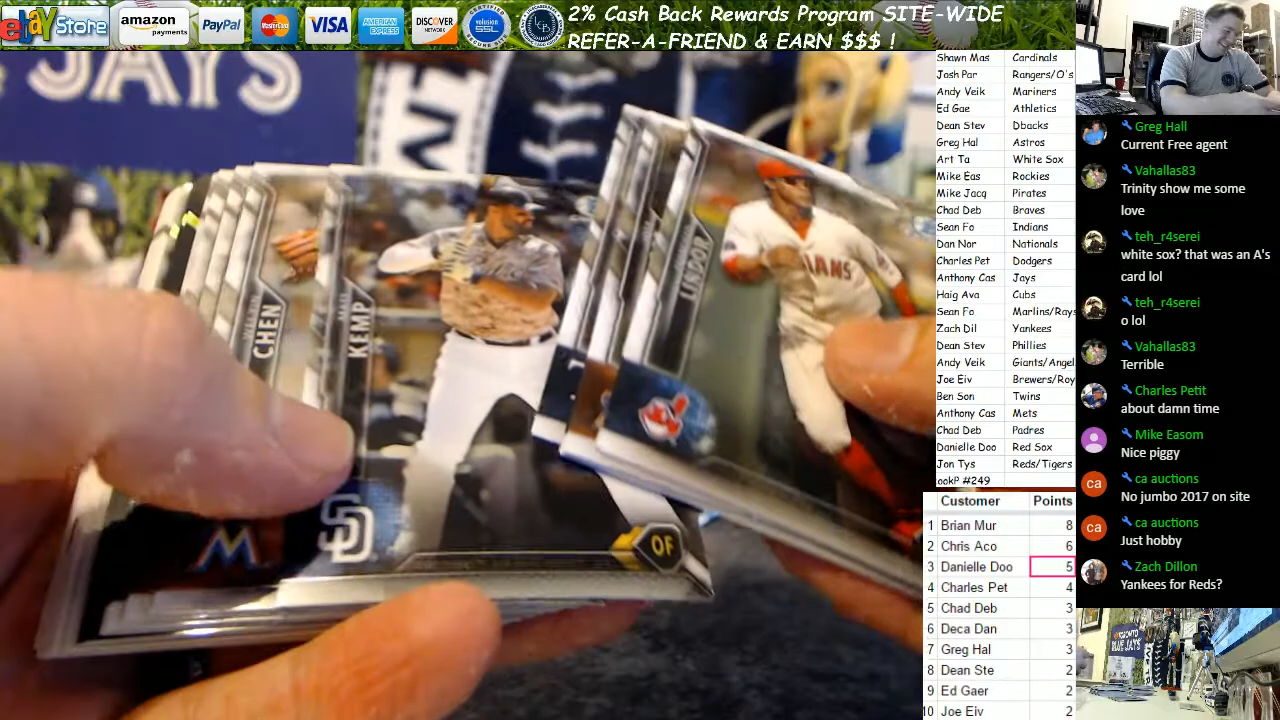 ebay Store
amazon
payments
PayPal
MasterCard
VISA
AMERICAN
EXPRESS
DISCOVER
NETWORK
volusion
SSL
2% Cash Back Rewards Program SITE-WIDE
REFER-A-FRIEND & EARN $$$ !
JAYS
CHEN
KEMP
SD
OF
Shawn Mas Cardinals
Josh Par Rangers/O's
Andy Veik Mariners
Ed Gae Athletics
Dean Stev Dbacks
Greg Hal Astros
Art Ta White Sox
Mike Eas Rockies
Mike Jacq Pirates
Chad Deb Braves
Sean Fo Indians
Dan Nor Nationals
Charles Pet Dodgers
Anthony Cas Jays
Haig Ava Cubs
Sean Fo Marlins/Rays
Zach Dil Yankees
Dean Stev Phillies
Andy Veik Giants/Angel
Joe Eiv Brewers/Roy
Ben Son Twins
Anthony Cas Mets
Chad Deb Padres
Danielle Doo Red Sox
Jon Tys Reds/Tigers
ookP #249
Customer Points
1 Brian Mur 8
2 Chris Aco 6
3 Danielle Doo 5
4 Charles Pet 4
5 Chad Deb 3
6 Deca Dan 3
7 Greg Hal 3
8 Dean Ste 2
9 Ed Gaer 2
10 Joe Eiv 2
Greg Hall
Current Free agent
Vahallas83
Trinity show me some
love
teh_r4serei
white sox? that was an A's
card lol
teh_r4serei
o lol
Vahallas83
Terrible
Charles Petit
about damn time
Mike Easom
Nice piggy
ca auctions
No jumbo 2017 on site
ca auctions
Just hobby
Zach Dillon
Yankees for Reds?
TORONTO
BLUE JAYS